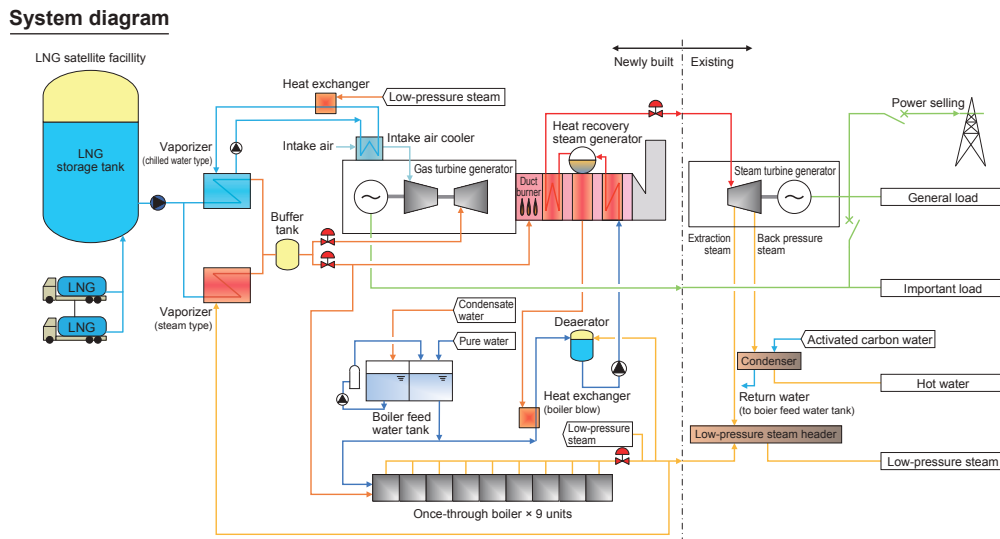 System diagram
LNG satellite facillity
Newly built
Existing
Heat exchanger
Low-pressure steam
Power selling
LNG
storage tank
Vaporizer
(chilled water type)
Intake air
Intake air cooler
Heat recovery
steam generator
Gas turbine generator
Duct
burner
Steam turbine generator
General load
Buffer
tank
Extraction
steam
Back pressure
steam
LNG
LNG
Vaporizer
(steam type)
Important load
Condensate
water
Pure water
Deaerator
Activated carbon water
Condenser
Hot water
Return water
(to boier feed water tank)
Heat exchanger
(boiler blow)
Boiler feed
water tank
Low-pressure
steam
Low-pressure steam header
Low-pressure steam
Once-through boiler × 9 units